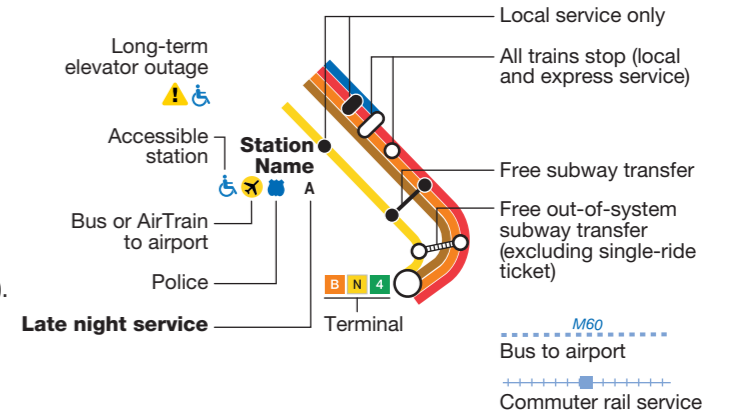 Local service only
Long-term
elevator outage
All trains stop (local
and express service)
Accessible
station
Station
Name
A
Free subway transfer
Bus or AirTrain
to airport
Free out-of-system
subway transfer
(excluding single-ride
ticket)
Police
B N 4
).
Late night service
Terminal
M60
Bus to airport
Commuter rail service